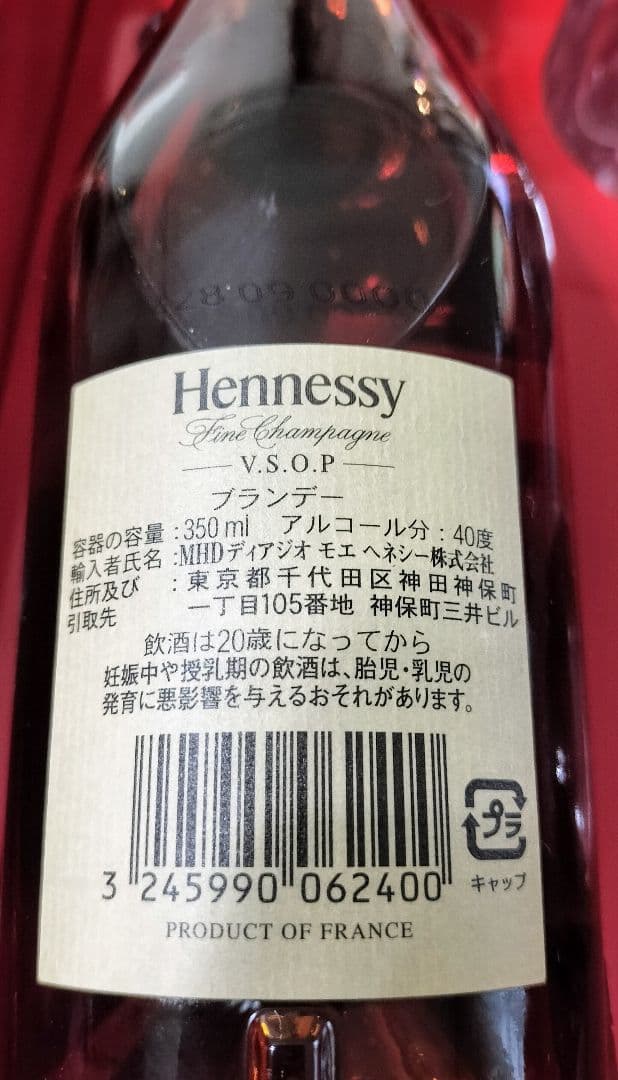 Hennessy
Fine Champagne
V.S.O.P
ブランデー
容器の容量:350ml アルコール分:40度
輸入者氏名:MHD ディアジオ モエ ヘネシー株式会社
住所及び引取先:東京都千代田区神田神保町
一丁目105番地 神保町三井ビル
飲酒は20歳になってから
妊娠中や授乳期の飲酒は、胎児・乳児の
発育に悪影響を与えるおそれがあります。
プラ
キャップ
3 245990 062400
PRODUCT OF FRANCE